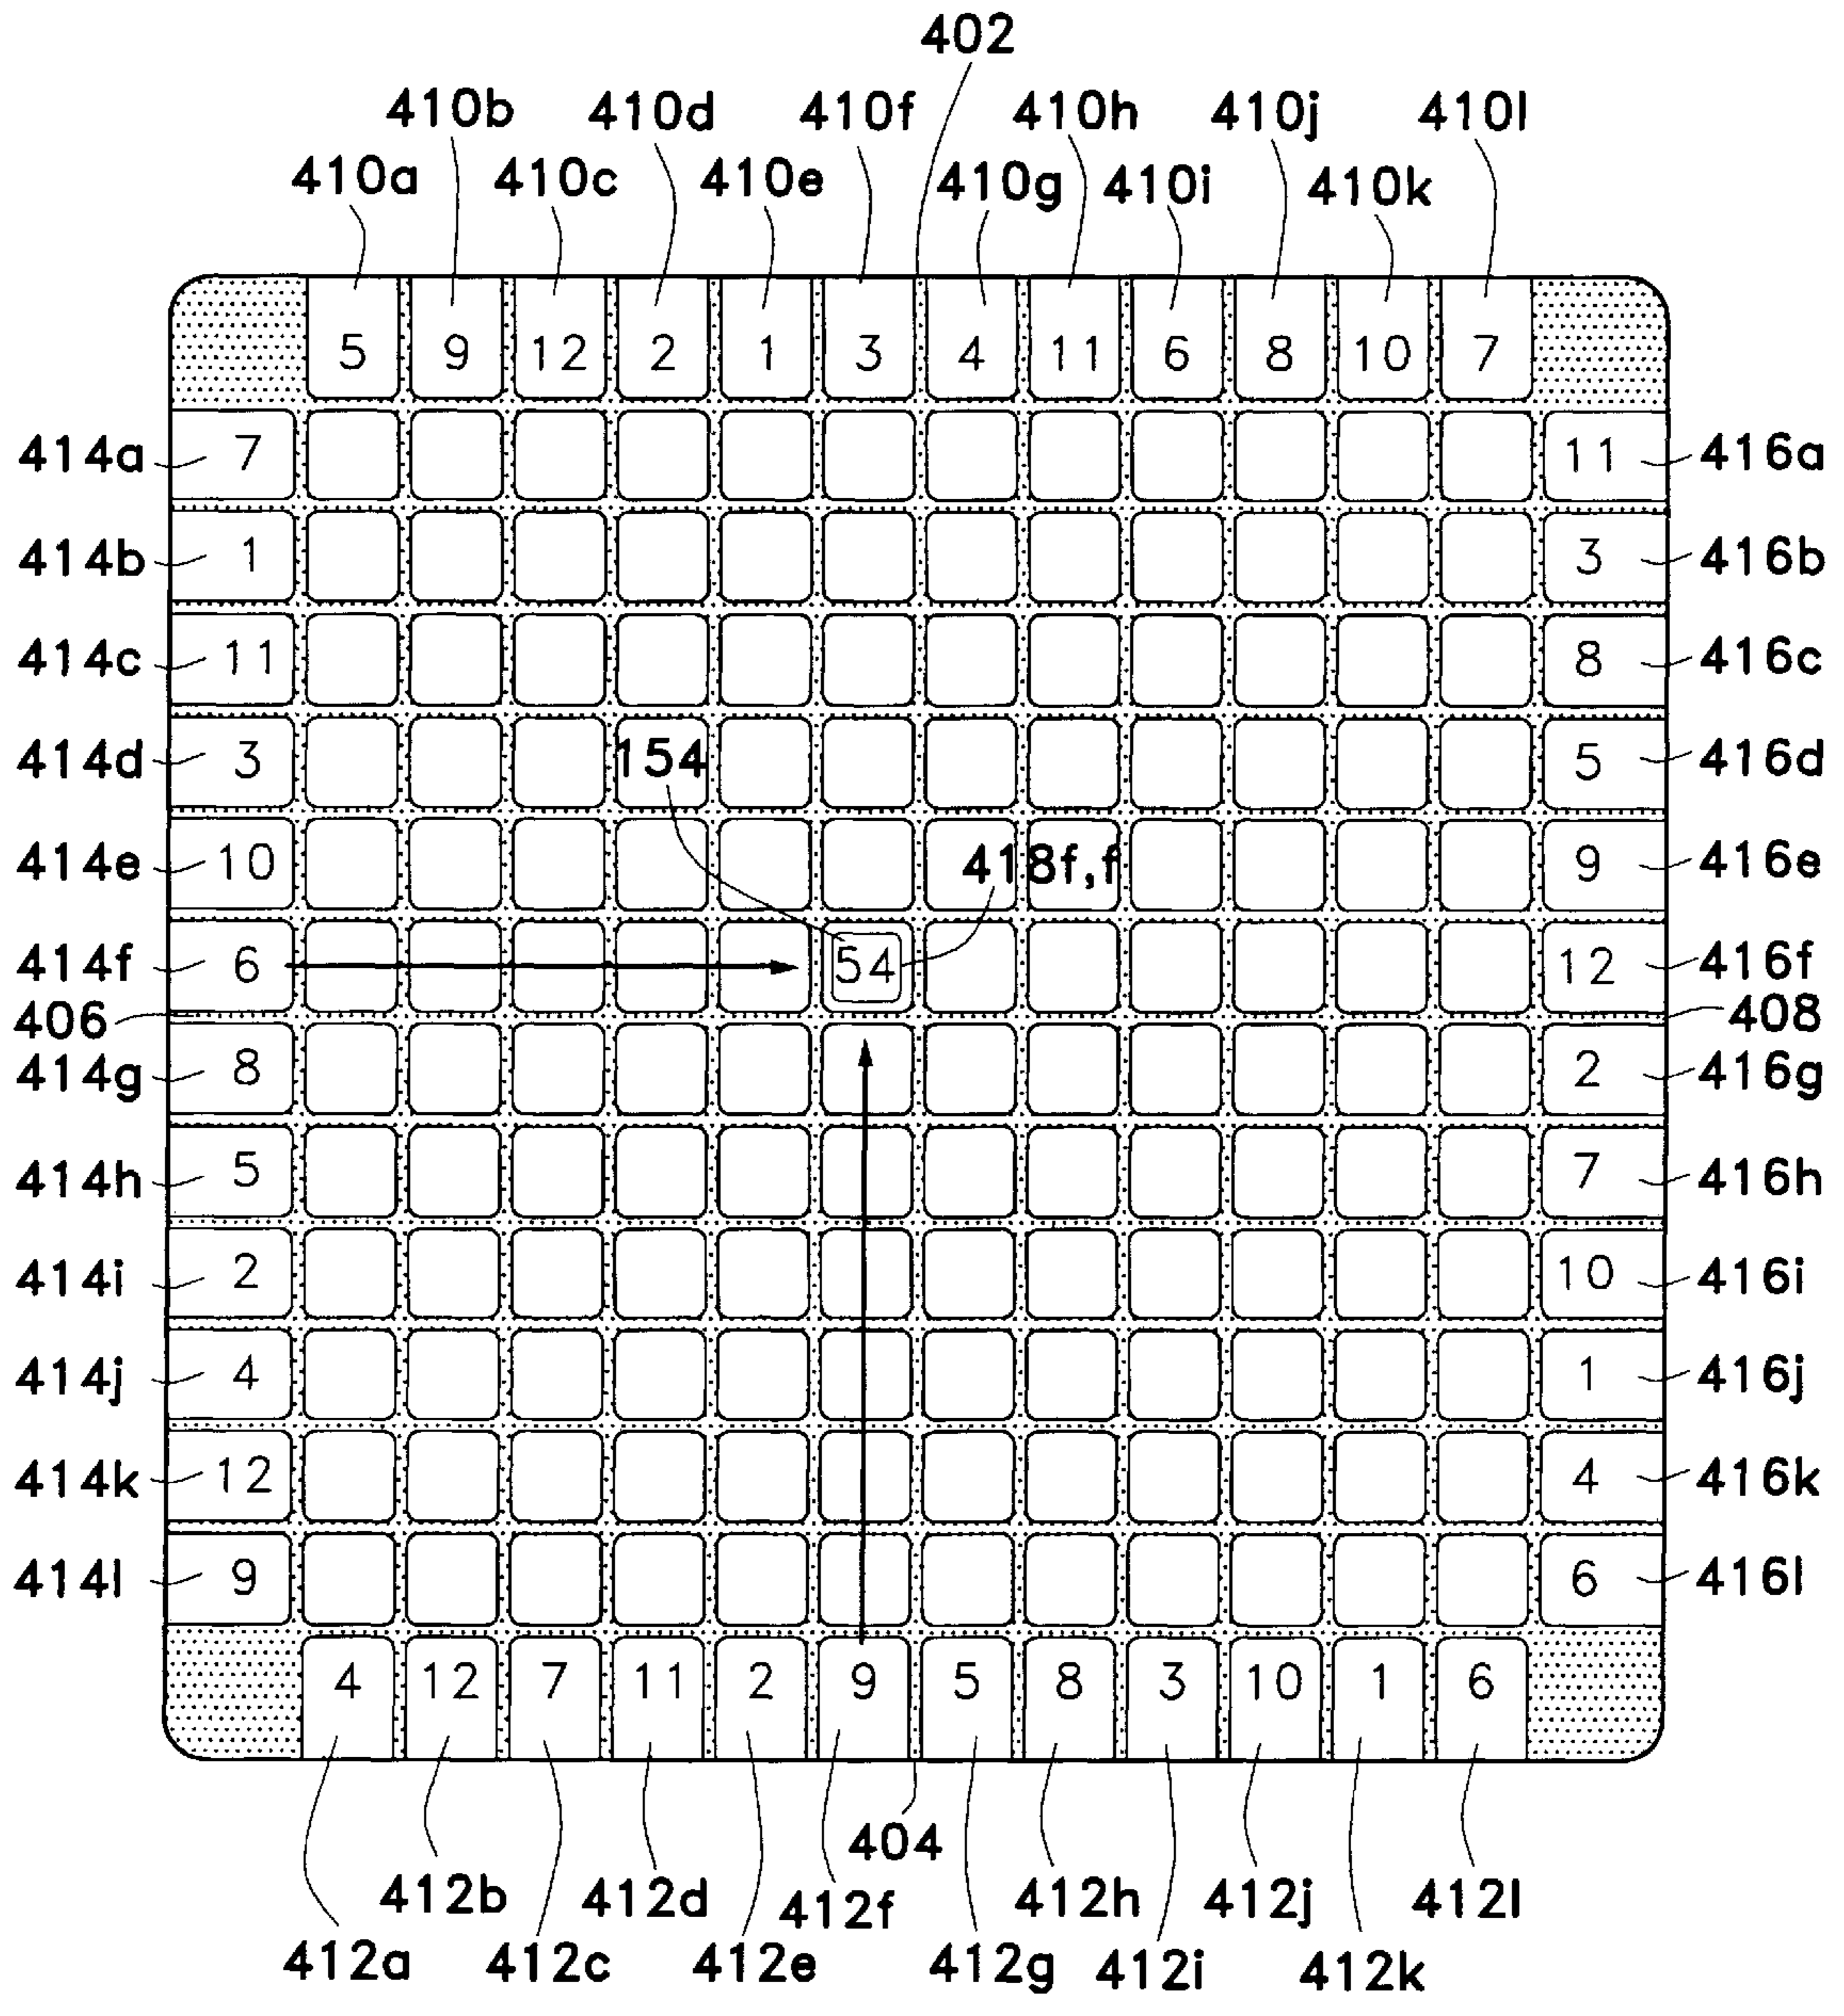 402
410b 410d 410f 410h 410j 410l
410a 410c 410e 410g 410i 410k
5 9 12 2 1 3 4 11 6 8 10 7
414a 7 11 416a
414b 1 3 416b
414c 11 8 416c
414d 3 154 5 416d
414e 10 418f,f 9 416e
414f 6 54 12 416f
406 408
414g 8 2 416g
414h 5 7 416h
414i 2 10 416i
414j 4 1 416j
414k 12 4 416k
414l 9 6 416l
4 12 7 11 2 9 5 8 3 10 1 6
404
412b 412d 412f 412h 412j 412l
412a 412c 412e 412g 412i 412k